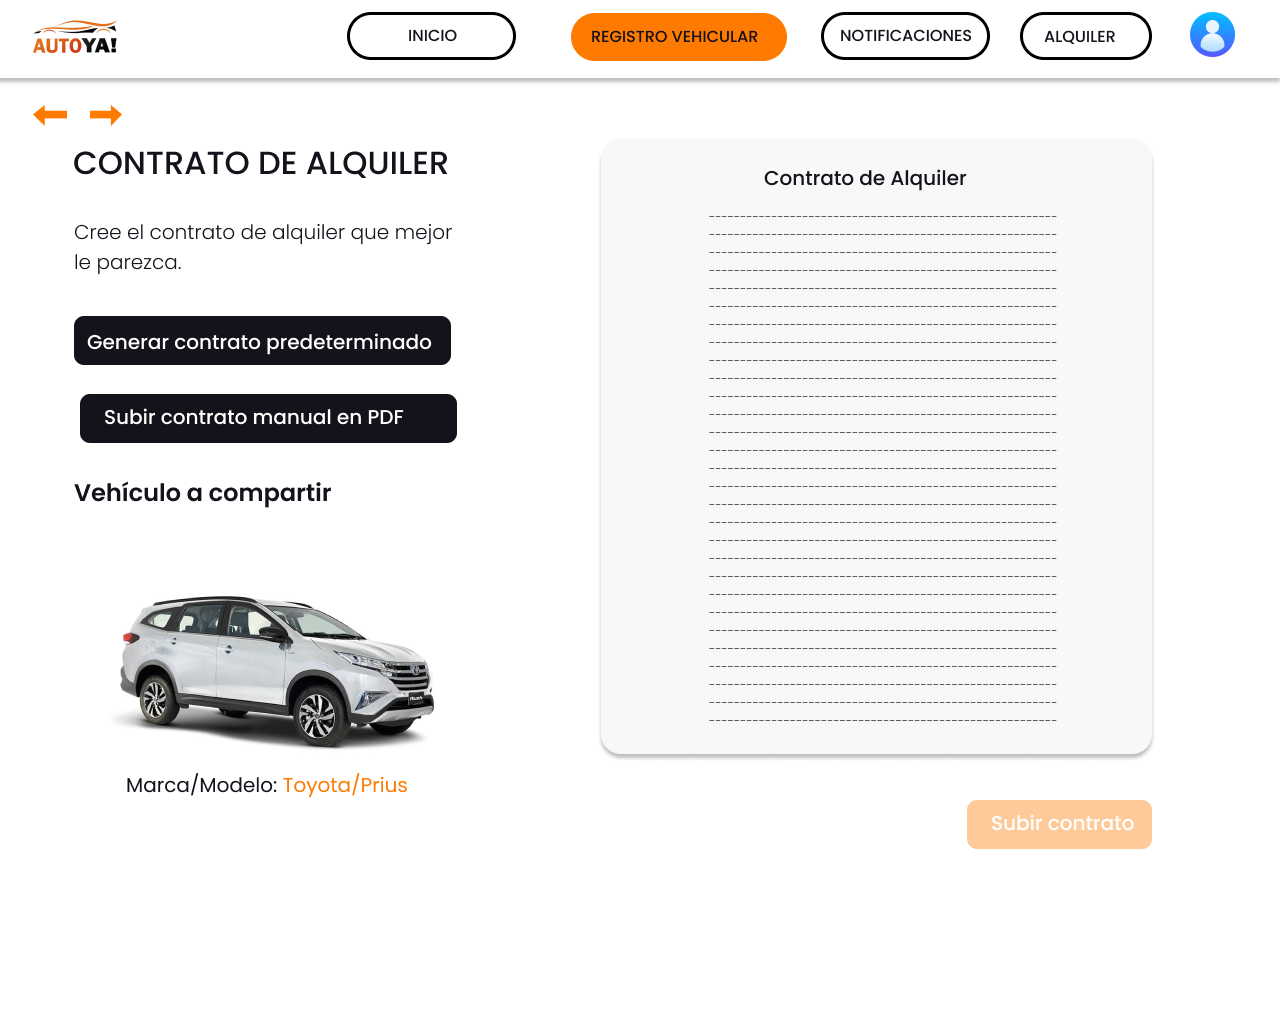 AUTOYA!
INICIO
REGISTRO VEHICULAR
NOTIFICACIONES
ALQUILER
CONTRATO DE ALQUILER
Cree el contrato de alquiler que mejor
le parezca.
Generar contrato predeterminado
Subir contrato manual en PDF
Vehículo a compartir
Marca/Modelo: Toyota/Prius
Contrato de Alquiler
Subir contrato